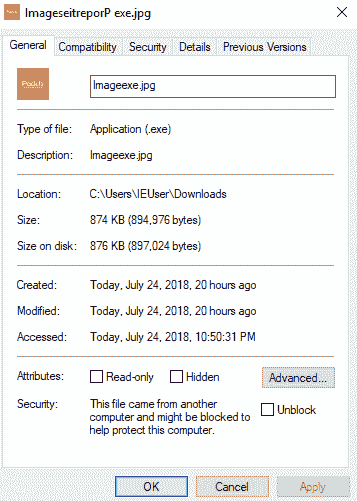 ImageseitreporP exe.jpg
General Compatibility Security Details Previous Versions
Imageexe.jpg
Type of file: Application (.exe)
Description: Imageexe.jpg
Location: C:\Users\IEUser\Downloads
Size: 874 KB (894,976 bytes)
Size on disk: 876 KB (897,024 bytes)
Created: Today, July 24, 2018, 20 hours ago
Modified: Today, July 24, 2018, 20 hours ago
Accessed: Today, July 24, 2018, 10:50:31 PM
Attributes: Read-only Hidden Advanced...
Security: This file came from another
computer and might be blocked to
help protect this computer.
Unblock
OK Cancel Apply